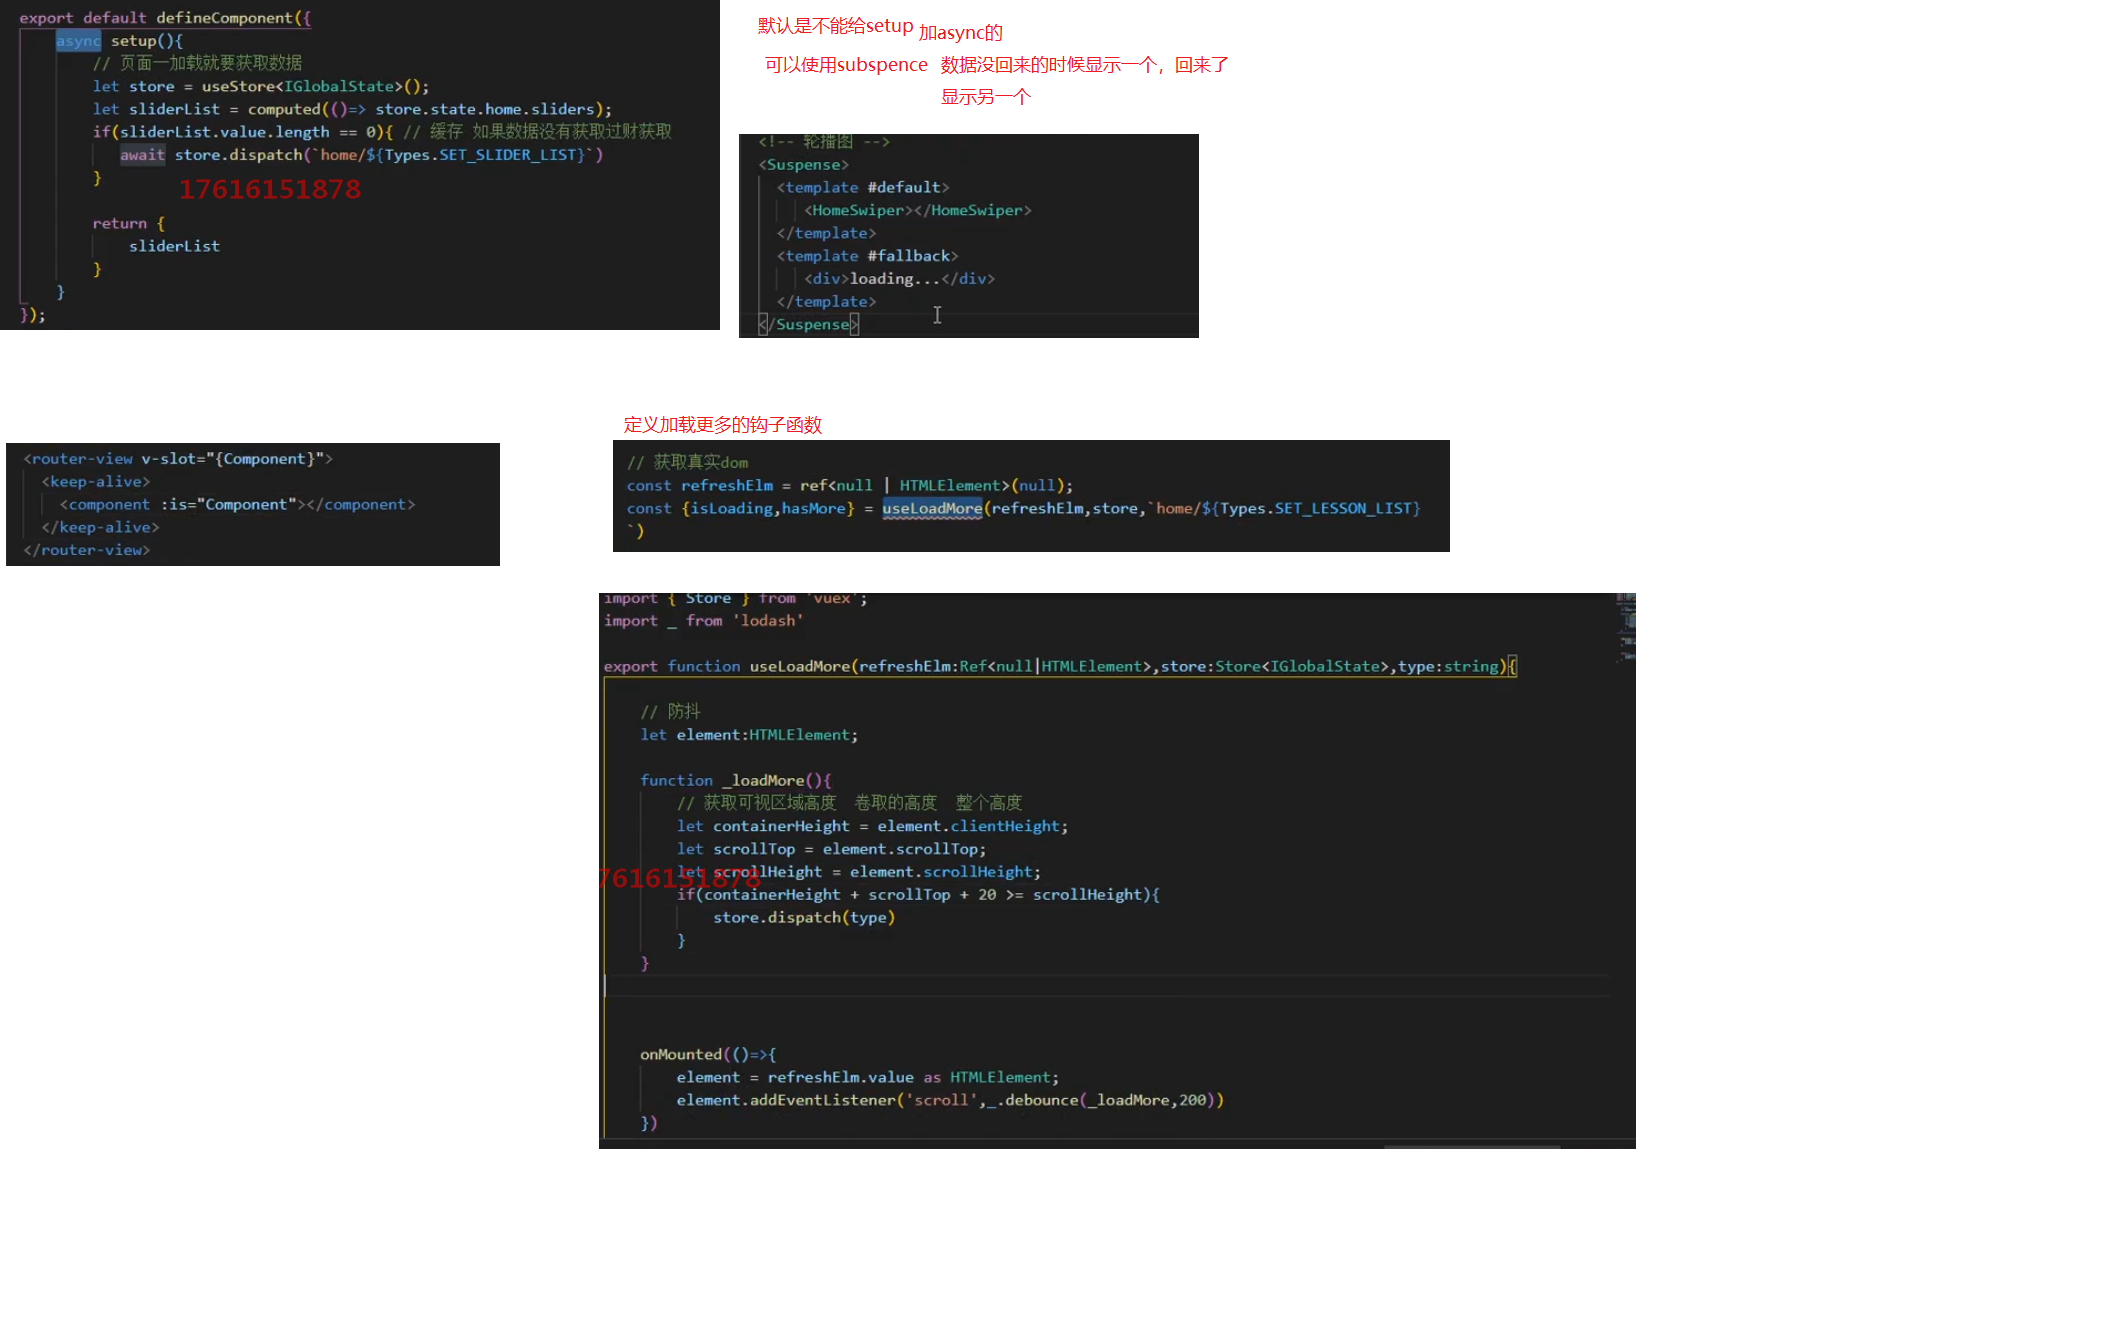 export default defineComponent({
async setup(){
// 页面一加载就要获取数据
let store = useStore<IGlobalState>();
let sliderList = computed(()=> store.state.home.sliders);
if(sliderList.value.length == 0){ // 缓存 如果数据没有获取过财获取
await store.dispatch(`home/${Types.SET_SLIDER_LIST}`)
}
17616151878
return {
sliderList
}
}
});
默认是不能给setup 加async的
可以使用subspence 数据没回来的时候显示一个，回来了
显示另一个
<!-- 轮播图 -->
<Suspense>
<template #default>
<HomeSwiper></HomeSwiper>
</template>
<template #fallback>
<div>loading...</div>
</template>
</Suspense>
<router-view v-slot="{Component}">
<keep-alive>
<component :is="Component"></component>
</keep-alive>
</router-view>
定义加载更多的钩子函数
// 获取真实dom
const refreshElm = ref<null | HTMLElement>(null);
const {isLoading,hasMore} = useLoadMore(refreshElm,store,`home/${Types.SET_LESSON_LIST}
`)
import { Store } from 'vuex';
import _ from 'lodash'
export function useLoadMore(refreshElm:Ref<null|HTMLElement>,store:Store<IGlobalState>,type:string){
// 防抖
let element:HTMLElement;
function _loadMore(){
// 获取可视区域高度 卷取的高度 整个高度
let containerHeight = element.clientHeight;
let scrollTop = element.scrollTop;
let scrollHeight = element.scrollHeight;
7616151878
if(containerHeight + scrollTop + 20 >= scrollHeight){
store.dispatch(type)
}
}
onMounted(()=>{
element = refreshElm.value as HTMLElement;
element.addEventListener('scroll',_.debounce(_loadMore,200))
})